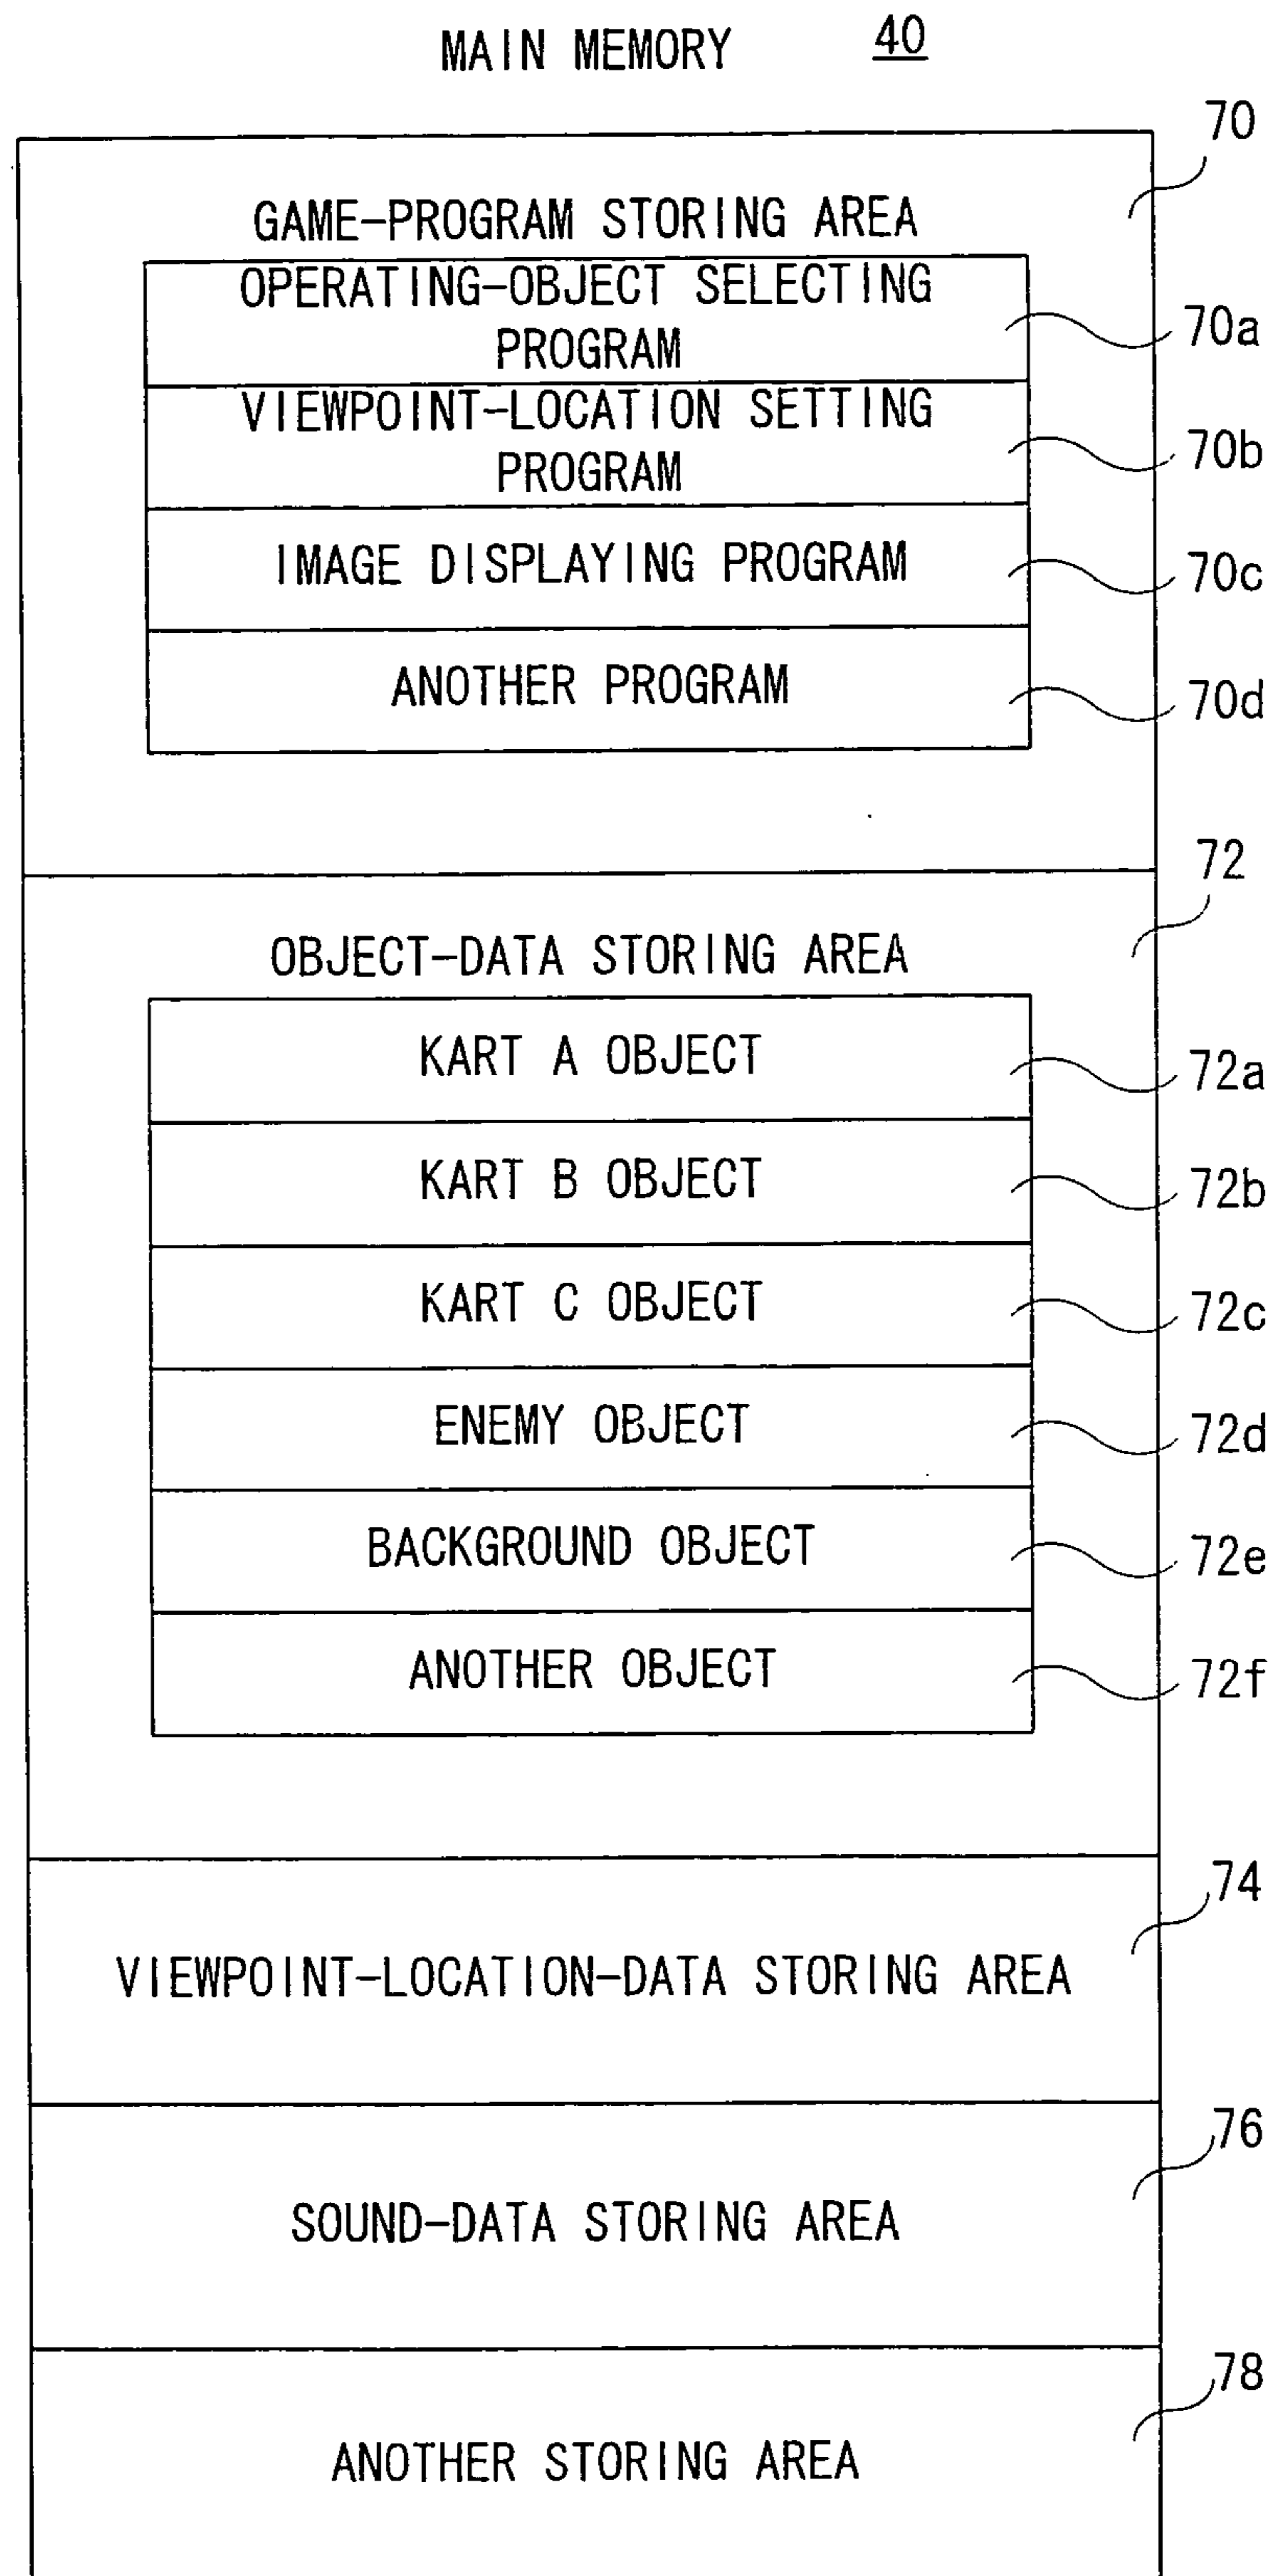 MAIN MEMORY 40
70
GAME-PROGRAM STORING AREA
OPERATING-OBJECT SELECTING
PROGRAM
70a
VIEWPOINT-LOCATION SETTING
PROGRAM
70b
IMAGE DISPLAYING PROGRAM
70c
ANOTHER PROGRAM
70d
72
OBJECT-DATA STORING AREA
KART A OBJECT
72a
KART B OBJECT
72b
KART C OBJECT
72c
ENEMY OBJECT
72d
BACKGROUND OBJECT
72e
ANOTHER OBJECT
72f
74
VIEWPOINT-LOCATION-DATA STORING AREA
76
SOUND-DATA STORING AREA
78
ANOTHER STORING AREA